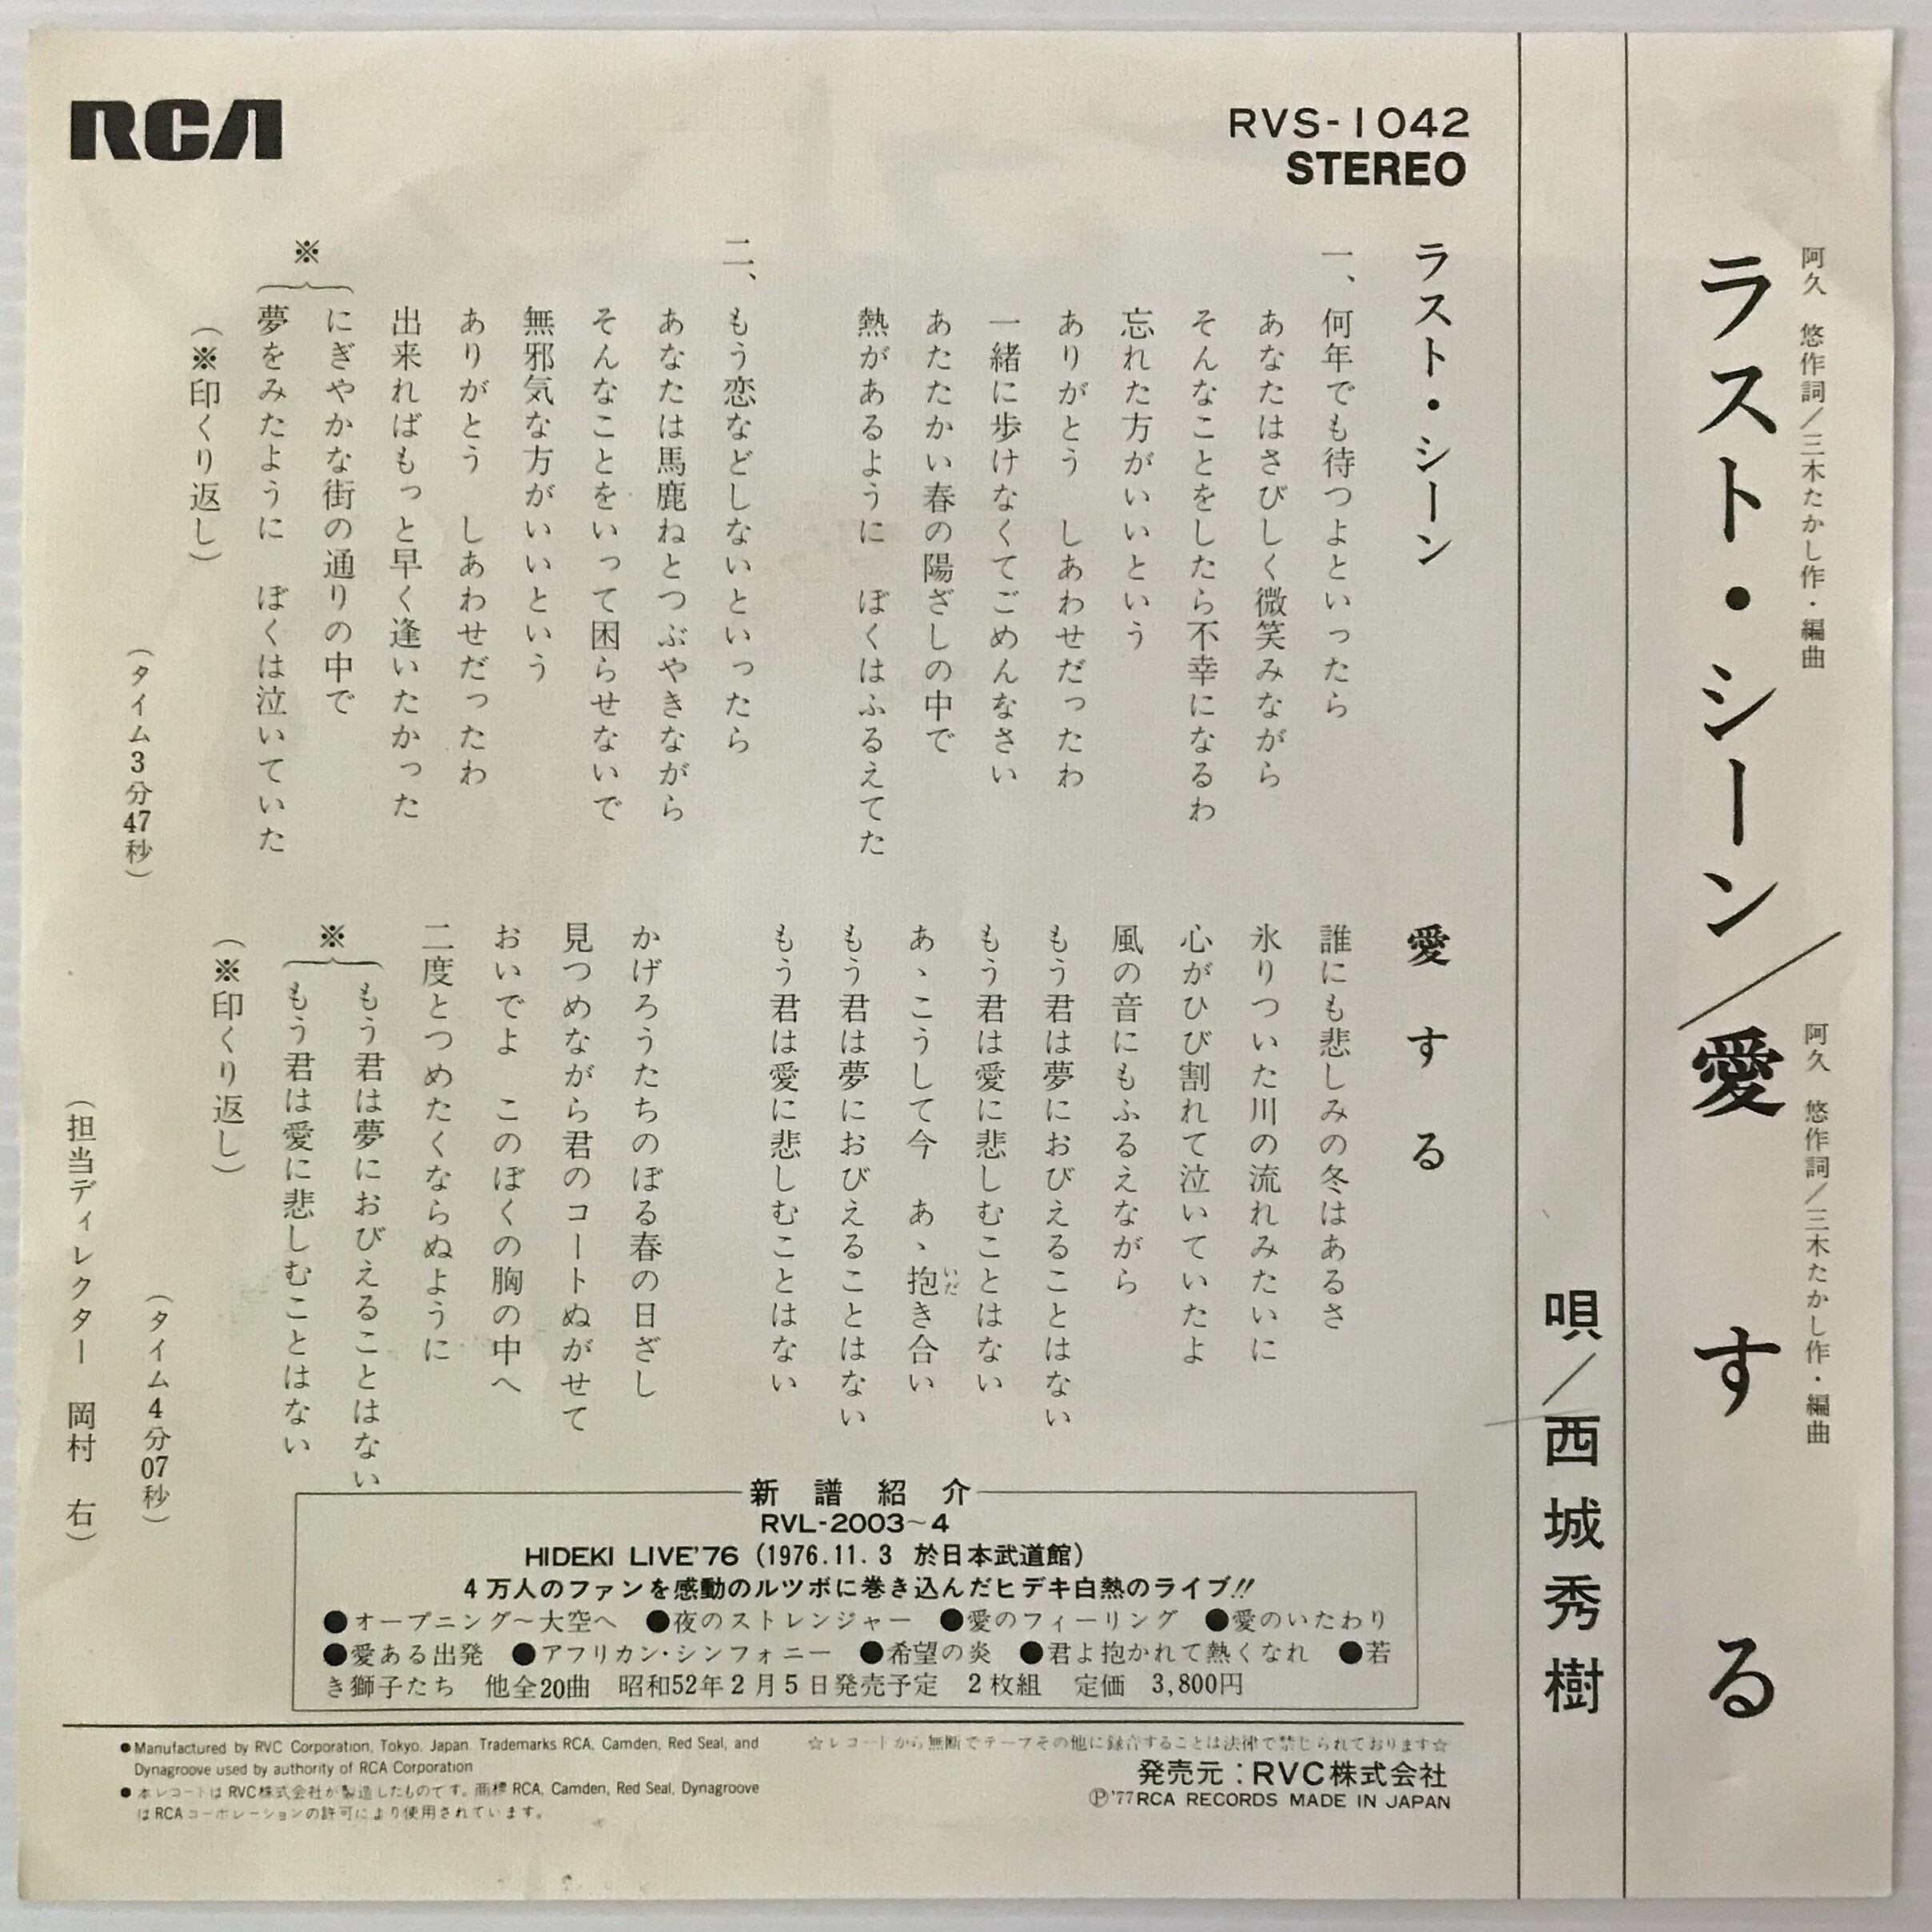 阿久 悠作詞/三木たかし作・編曲
阿久 悠作詞/三木たかし作・編曲
ラスト・シーン/愛する
唄/西城秀樹
RCA
RVS-1042
STEREO
ラスト・シーン
一、何年でも待つよといったら
あなたはさびしく微笑みながら
そんなことをしたら不幸になるわ
忘れた方がいいという
ありがとう しあわせだったわ
一緒に歩けなくてごめんなさい
あたたかい春の陽ざしの中で
熱があるように ぼくはふるえてた
二、もう恋などしないといったら
あなたは馬鹿ねとつぶやきながら
そんなことをいって困らせないで
無邪気な方がいいという
ありがとう しあわせだったわ
出来ればもっと早く逢いたかった
※
にぎやかな街の通りの中で
夢をみたように ぼくは泣いていた
(※印くり返し)
(タイム3分47秒)
愛する
誰にも悲しみの冬はあるさ
氷りついた川の流れみたいに
心がひび割れて泣いていたよ
風の音にもふるえながら
もう君は夢におびえることはない
もう君は愛に悲しむことはない
あゝこうして今 あゝ抱き合い
いだ
もう君は夢におびえることはない
もう君は愛に悲しむことはない
かげろうたちのぼる春の日ざし
見つめながら君のコートぬがせて
おいでよ このぼくの胸の中へ
二度とつめたくならぬように
※
もう君は夢におびえることはない
もう君は愛に悲しむことはない
(※印くり返し)
(タイム4分07秒)
(担当ディレクター 岡村 右)
新譜紹介
RVL-2003~4
HIDEKI LIVE'76 (1976.11.3 於日本武道館)
4万人のファンを感動のルツボに巻き込んだヒデキ白熱のライブ!!
●オープニング~大空へ ●夜のストレンジャー ●愛のフィーリング ●愛のいたわり
●愛ある出発 ●アフリカン・シンフォニー ●希望の炎 ●君よ抱かれて熱くなれ ●若
き獅子たち 他全20曲 昭和52年2月5日発売予定 2枚組 定価 3,800円
●Manufactured by RVC Corporation, Tokyo, Japan. Trademarks RCA, Camden, Red Seal, and
Dynagroove used by authority of RCA Corporation
●本レコードはRVC株式会社が製造したものです。商標RCA, Camden, Red Seal, Dynagroove
はRCAコーポレーションの許可により使用されています。
☆レコードから無断でテープその他に録音することは法律で禁じられております☆
発売元:RVC株式会社
Ⓟ'77 RCA RECORDS MADE IN JAPAN